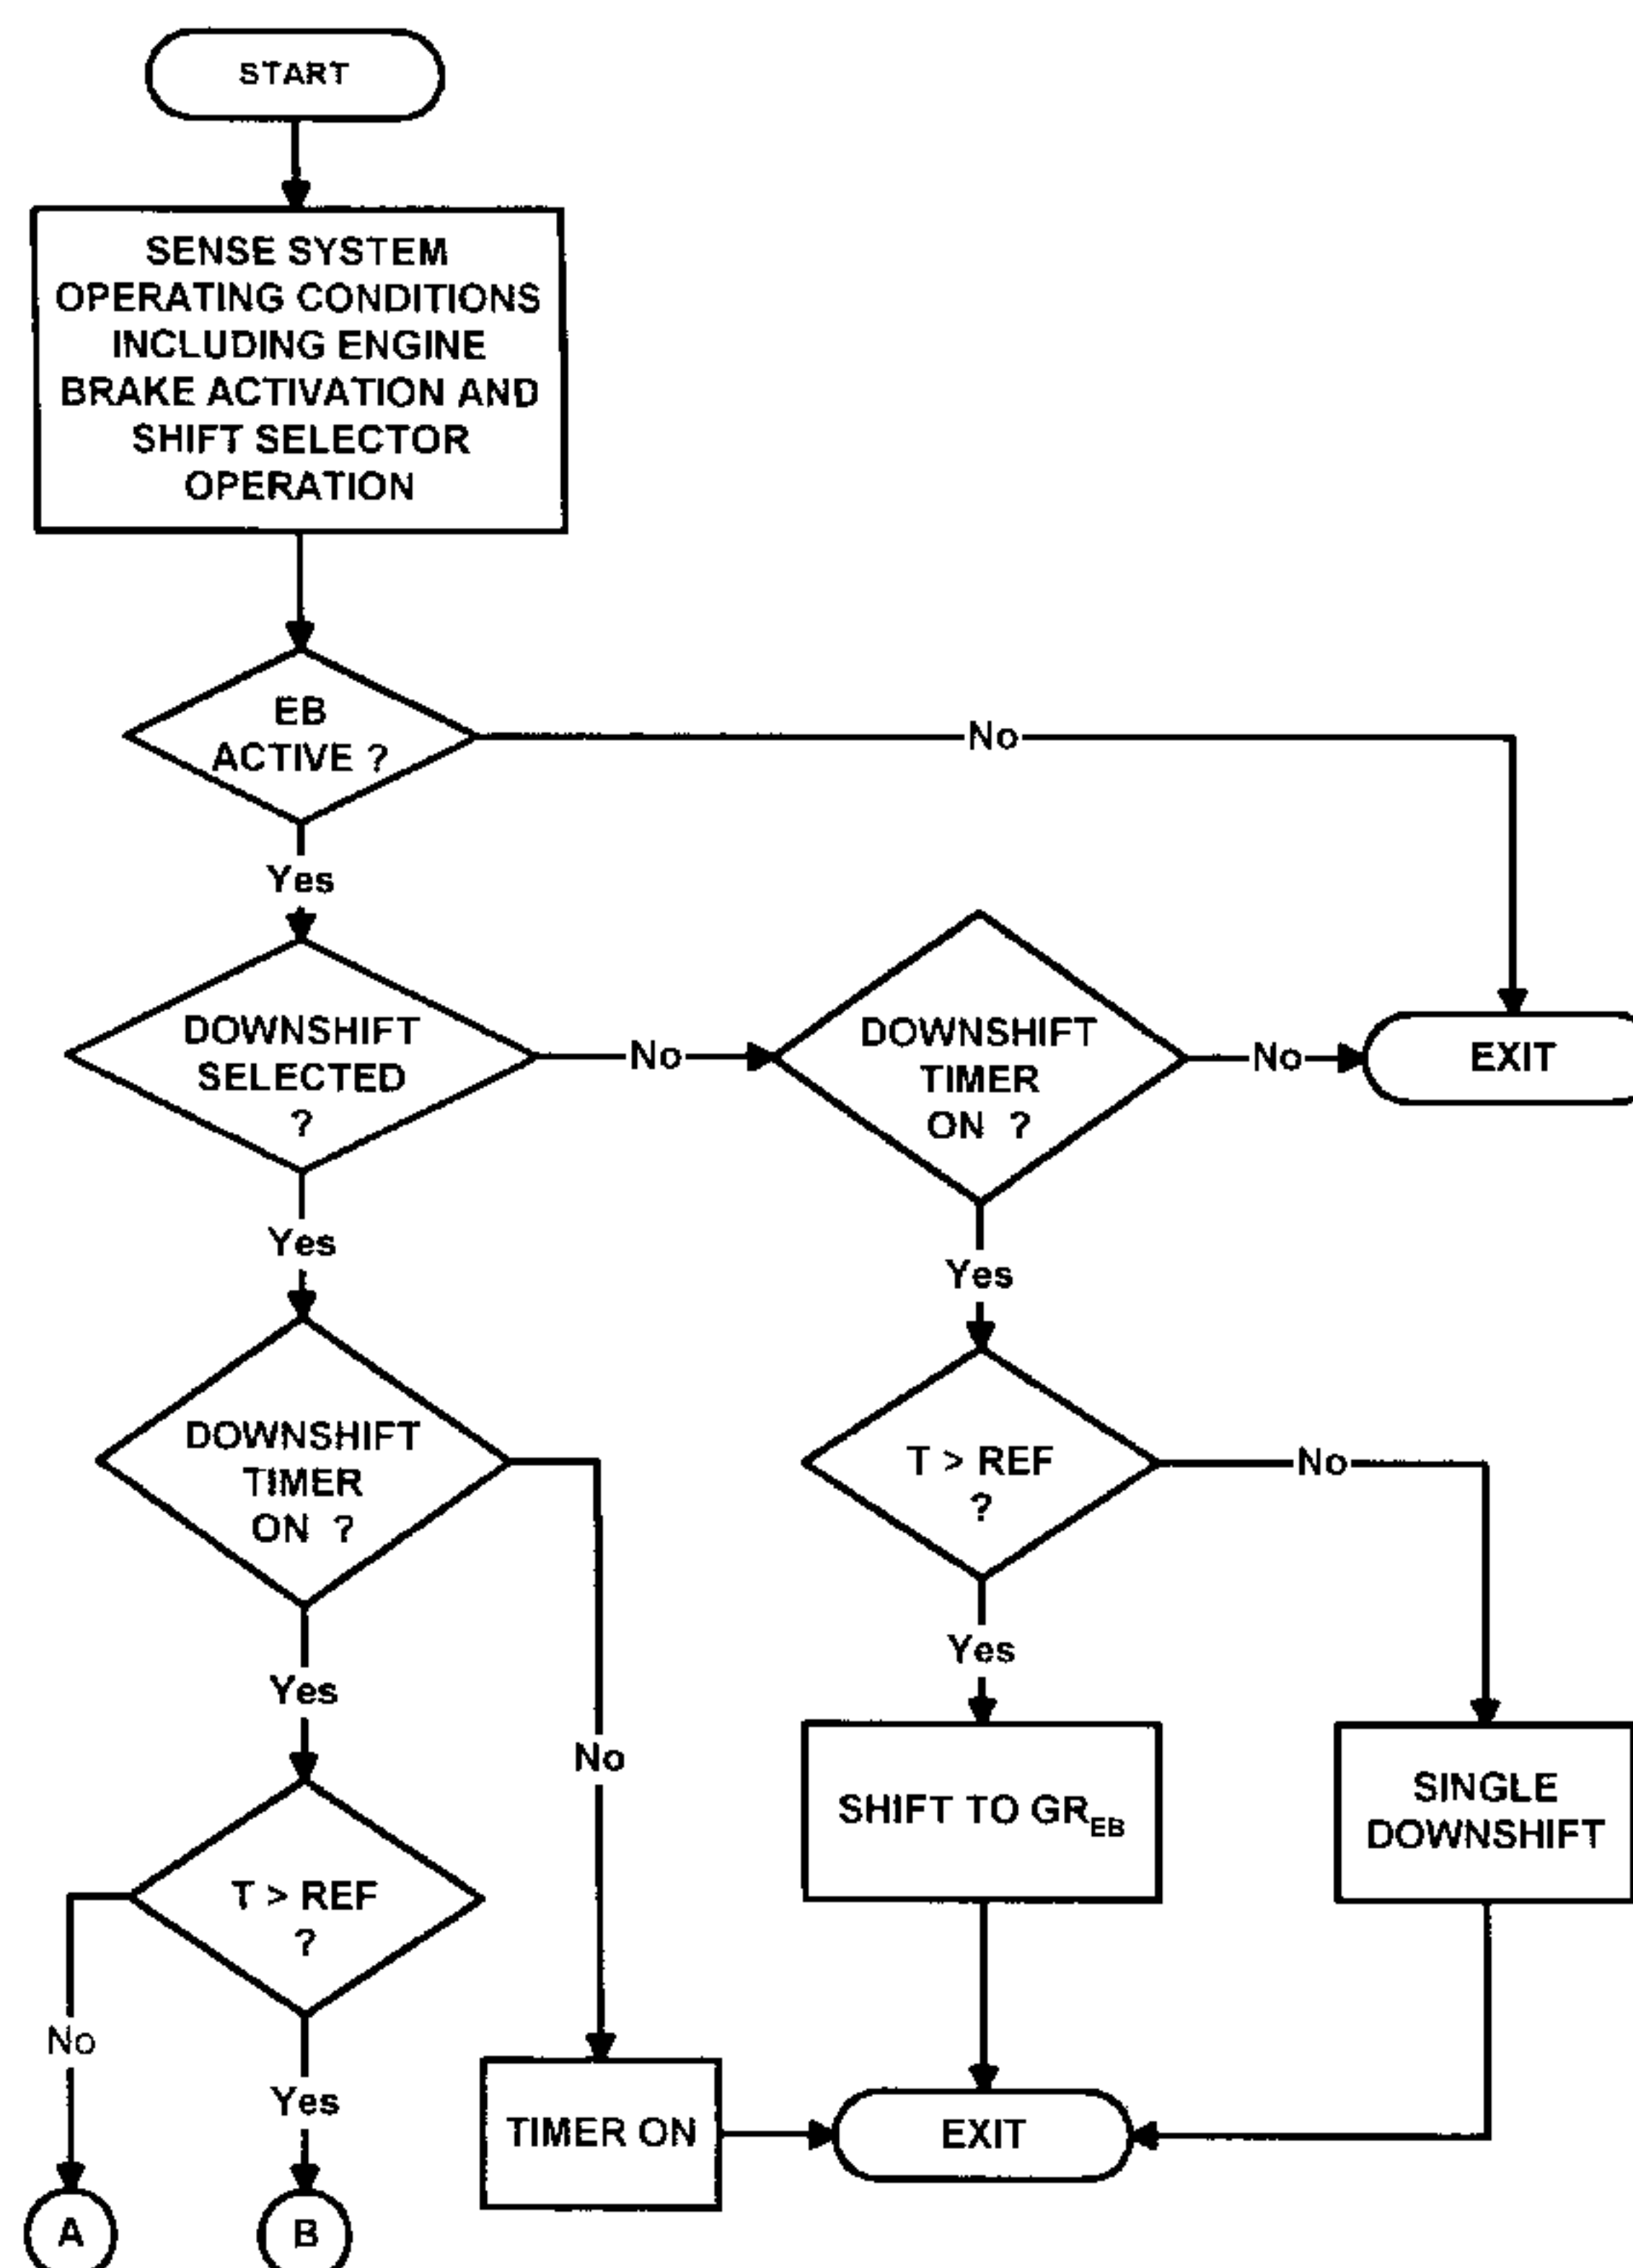 START
SENSE SYSTEM
OPERATING CONDITIONS
INCLUDING ENGINE
BRAKE ACTIVATION AND
SHIFT SELECTOR
OPERATION
EB
ACTIVE ?
No
Yes
DOWNSHIFT
SELECTED
?
No
DOWNSHIFT
TIMER
ON ?
No
EXIT
Yes
Yes
DOWNSHIFT
TIMER
ON ?
T > REF
?
No
Yes
Yes
No
SHIFT TO GREB
SINGLE
DOWNSHIFT
T > REF
?
No
Yes
TIMER ON
EXIT
A
B